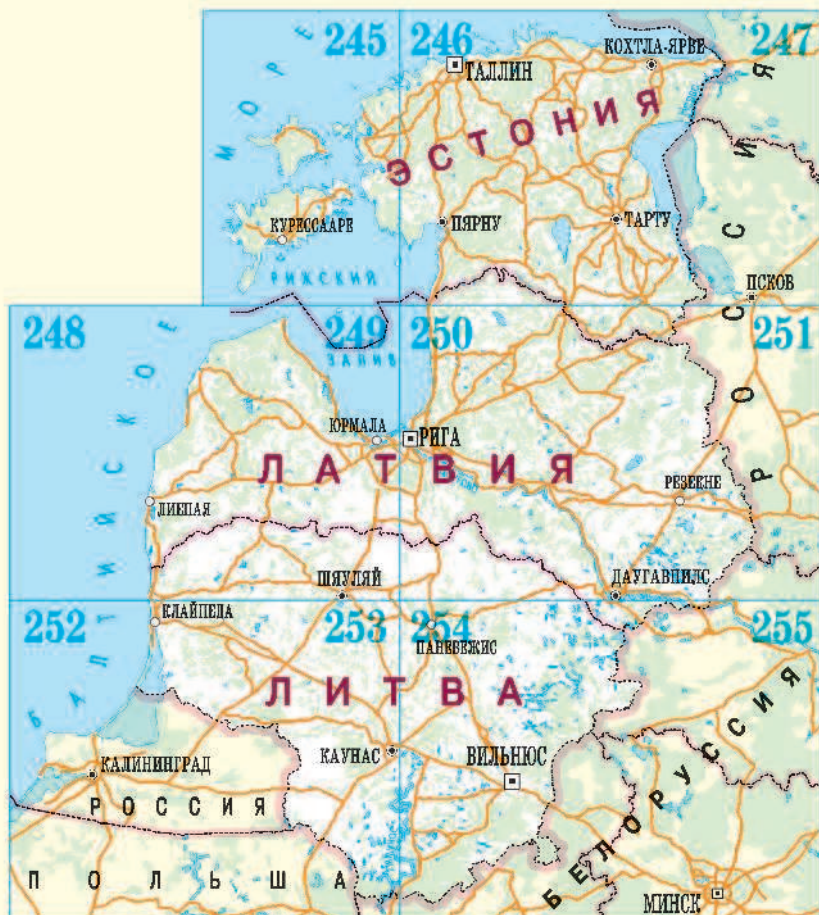 245
246
247
КОХТЛА-ЯРВЕ
ТАЛЛИН
ЭСТОНИЯ
КУРЕССААРЕ
ПЯРНУ
ТАРТУ
РИЖСКИЙ
ПСКОВ
РОССИЯ
248
249
250
251
ЗАЛИВ
ЮРМАЛА
РИГА
ЛАТВИЯ
ЛИЕПАЯ
РЕЗЕКНЕ
БАЛТИЙСКОЕ МОРЕ
ШЯУЛЯЙ
ДАУГАВПИЛС
252
КЛАЙПЕДА
253
254
255
ПАНЕВЕЖИС
ЛИТВА
КАУНАС
ВИЛЬНЮС
КАЛИНИНГРАД
РОССИЯ
БЕЛОРУССИЯ
ПОЛЬША
МИНСК